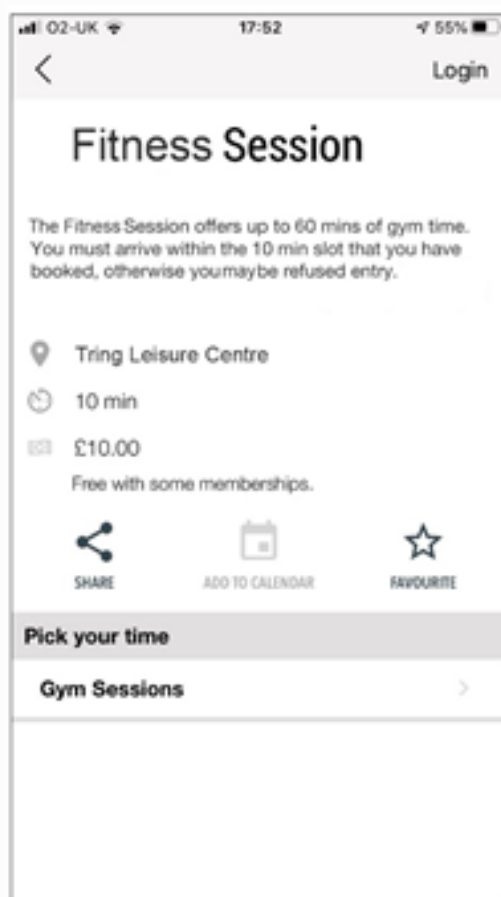 O2-UK 17:52 55%
Login
Fitness Session
The Fitness Session offers up to 60 mins of gym time.
You must arrive within the 10 min slot that you have
booked, otherwise youmaybe refused entry.
Tring Leisure Centre
10 min
£10.00
Free with some memberships.
SHARE ADD TO CALENDAR FAVOURITE
Pick your time
Gym Sessions